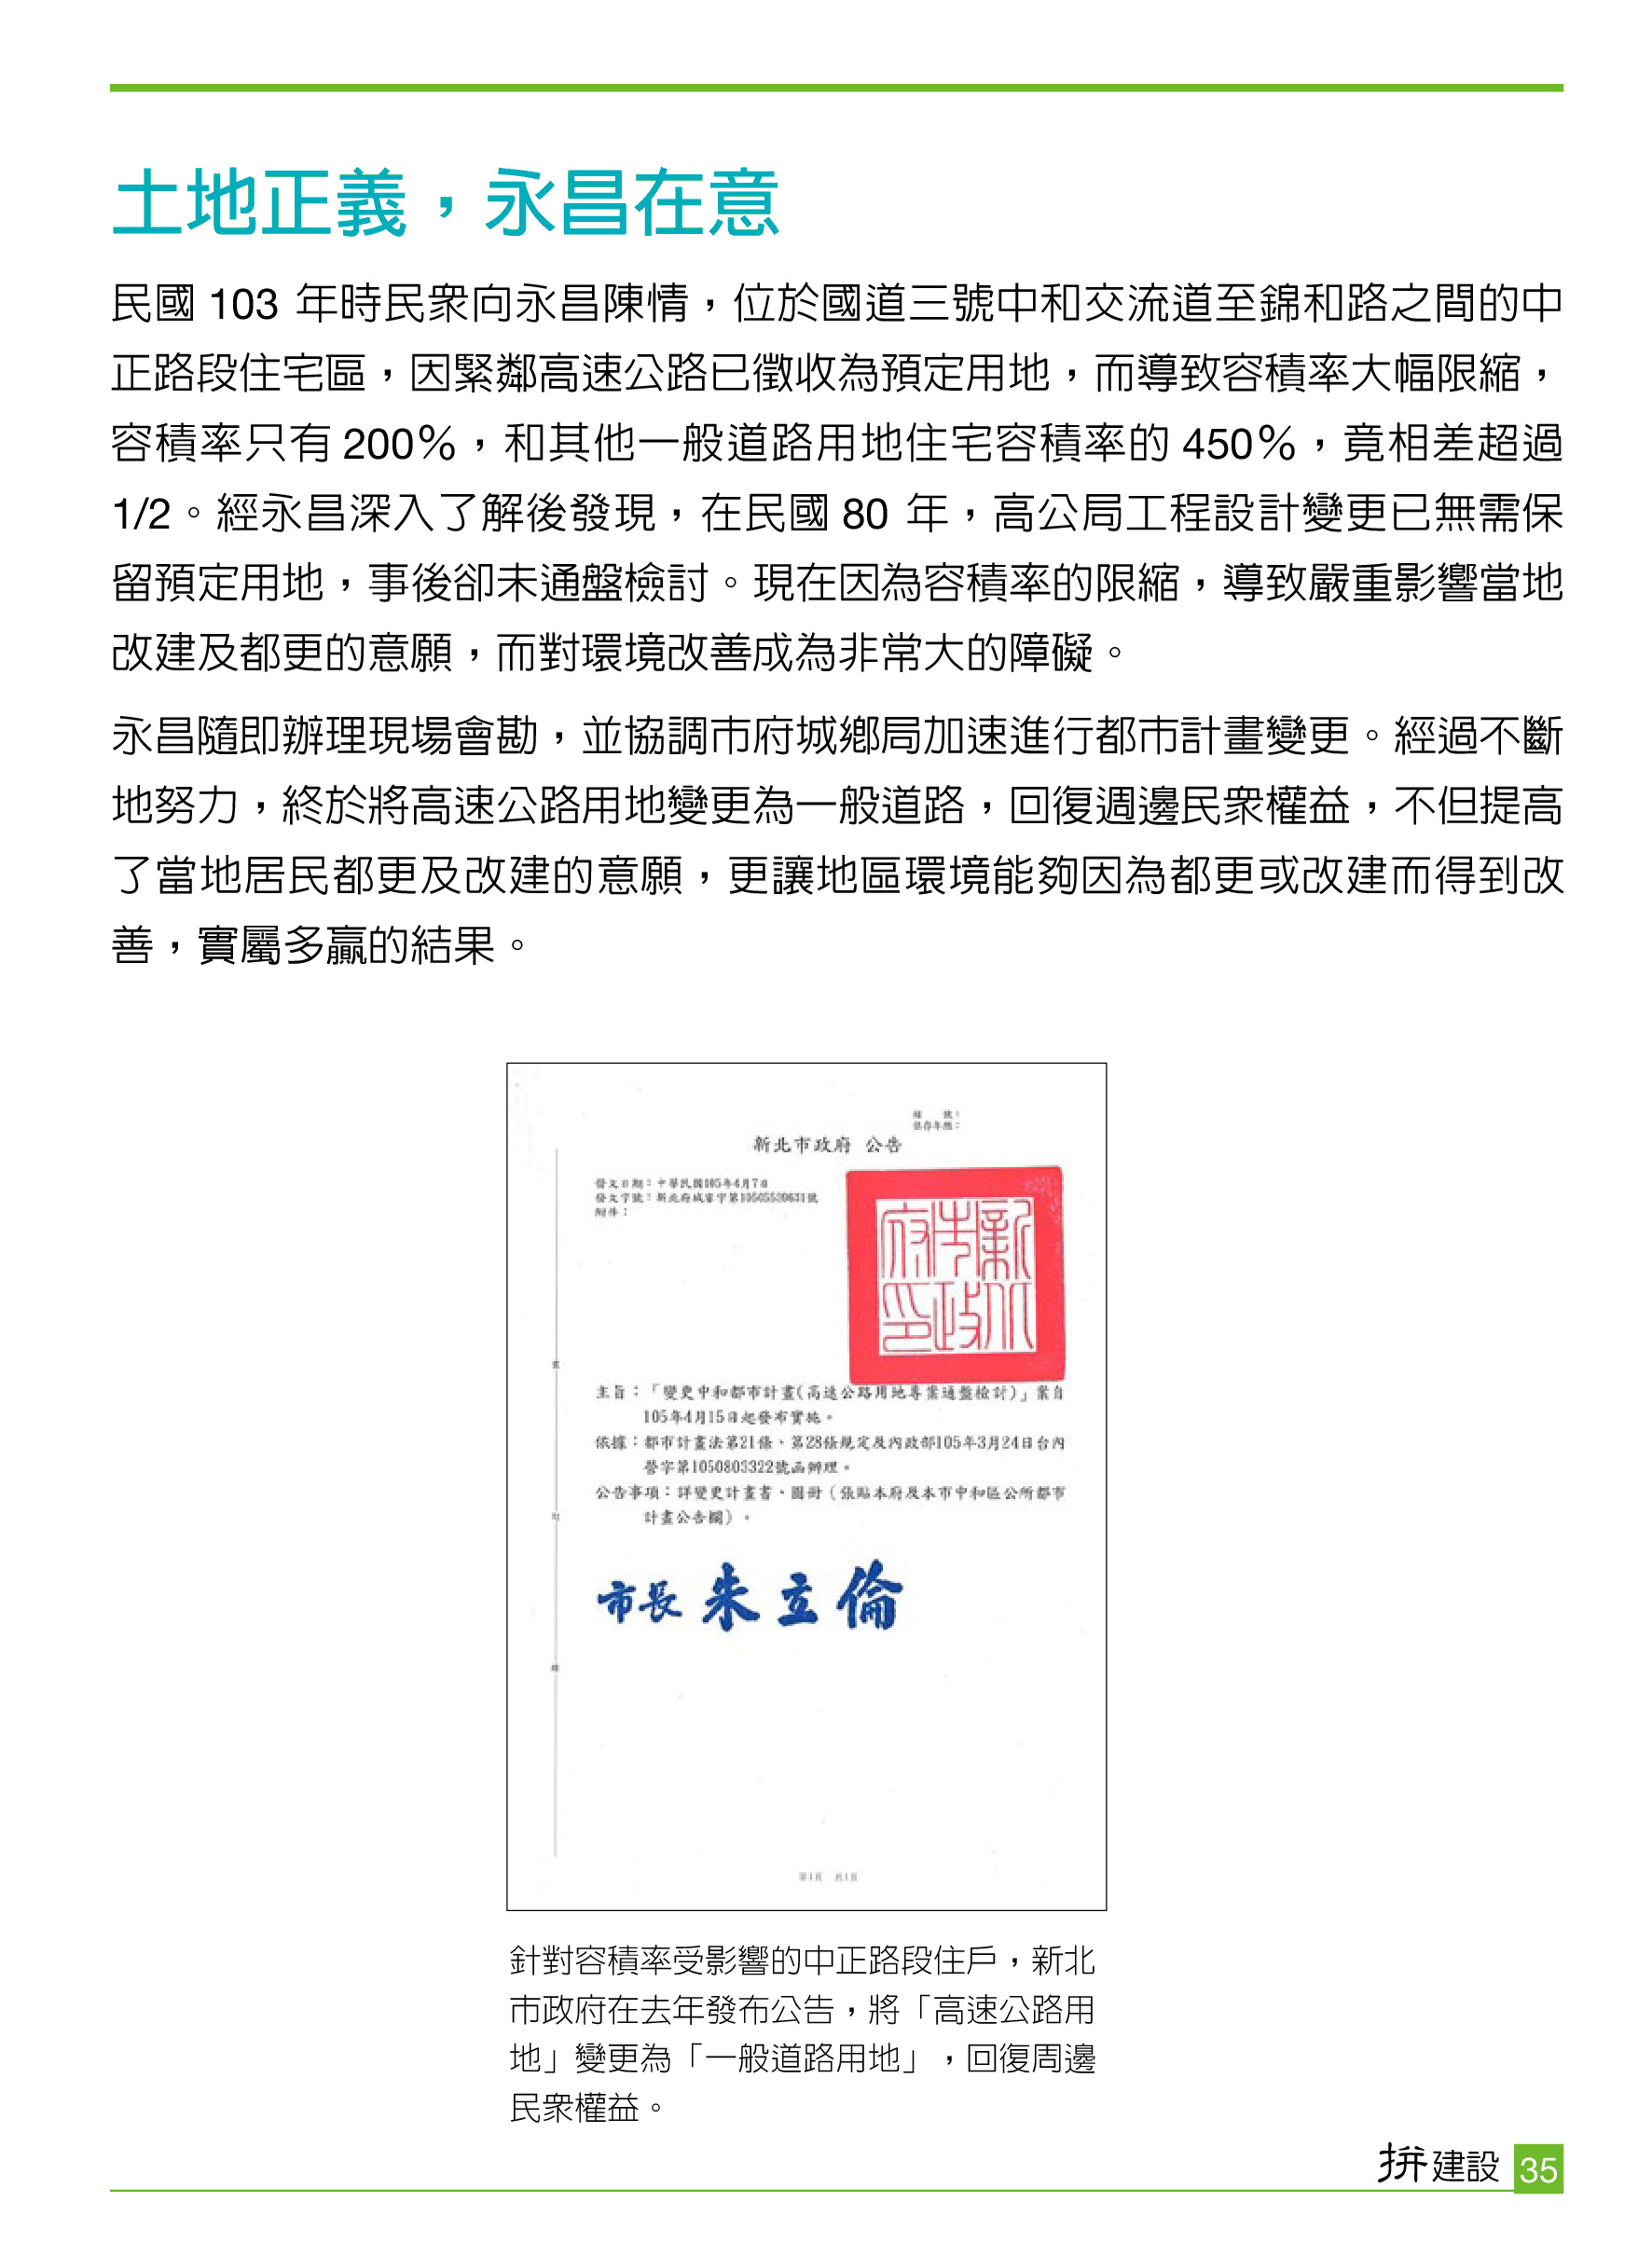 土地正義，永昌在意
民國 103 年時民眾向永昌陳情，位於國道三號中和交流道至錦和路之間的中
正路段住宅區，因緊鄰高速公路已徵收為預定用地，而導致容積率大幅限縮，
容積率只有 200%，和其他一般道路用地住宅容積率的 450%，竟相差超過
1/2。經永昌深入了解後發現，在民國 80 年，高公局工程設計變更已無需保
留預定用地，事後卻未通盤檢討。現在因為容積率的限縮，導致嚴重影響當地
改建及都更的意願，而對環境改善成為非常大的障礙。
永昌隨即辦理現場會勘，並協調市府城鄉局加速進行都市計畫變更。經過不斷
地努力，終於將高速公路用地變更為一般道路，回復週邊民眾權益，不但提高
了當地居民都更及改建的意願，更讓地區環境能夠因為都更或改建而得到改
善，實屬多贏的結果。
檔　號：
保存年限：
新北市政府 公告
發文日期：中華民國105年4月7日
發文字號：新北府城審字第10505530631號
附件：
新北市政府印
主旨：「變更中和都市計畫(高速公路用地專案通盤檢討)」案自
105年4月15日起發布實施。
依據：都市計畫法第21條、第28條規定及內政部105年3月24日台內
營字第1050803322號函辦理。
公告事項：詳變更計畫書、圖冊（張貼本府及本市中和區公所都市
計畫公告欄）。
市長 朱立倫
第1頁 共1頁
針對容積率受影響的中正路段住戶，新北
市政府在去年發布公告，將「高速公路用
地」變更為「一般道路用地」，回復周邊
民眾權益。
拚建設 35